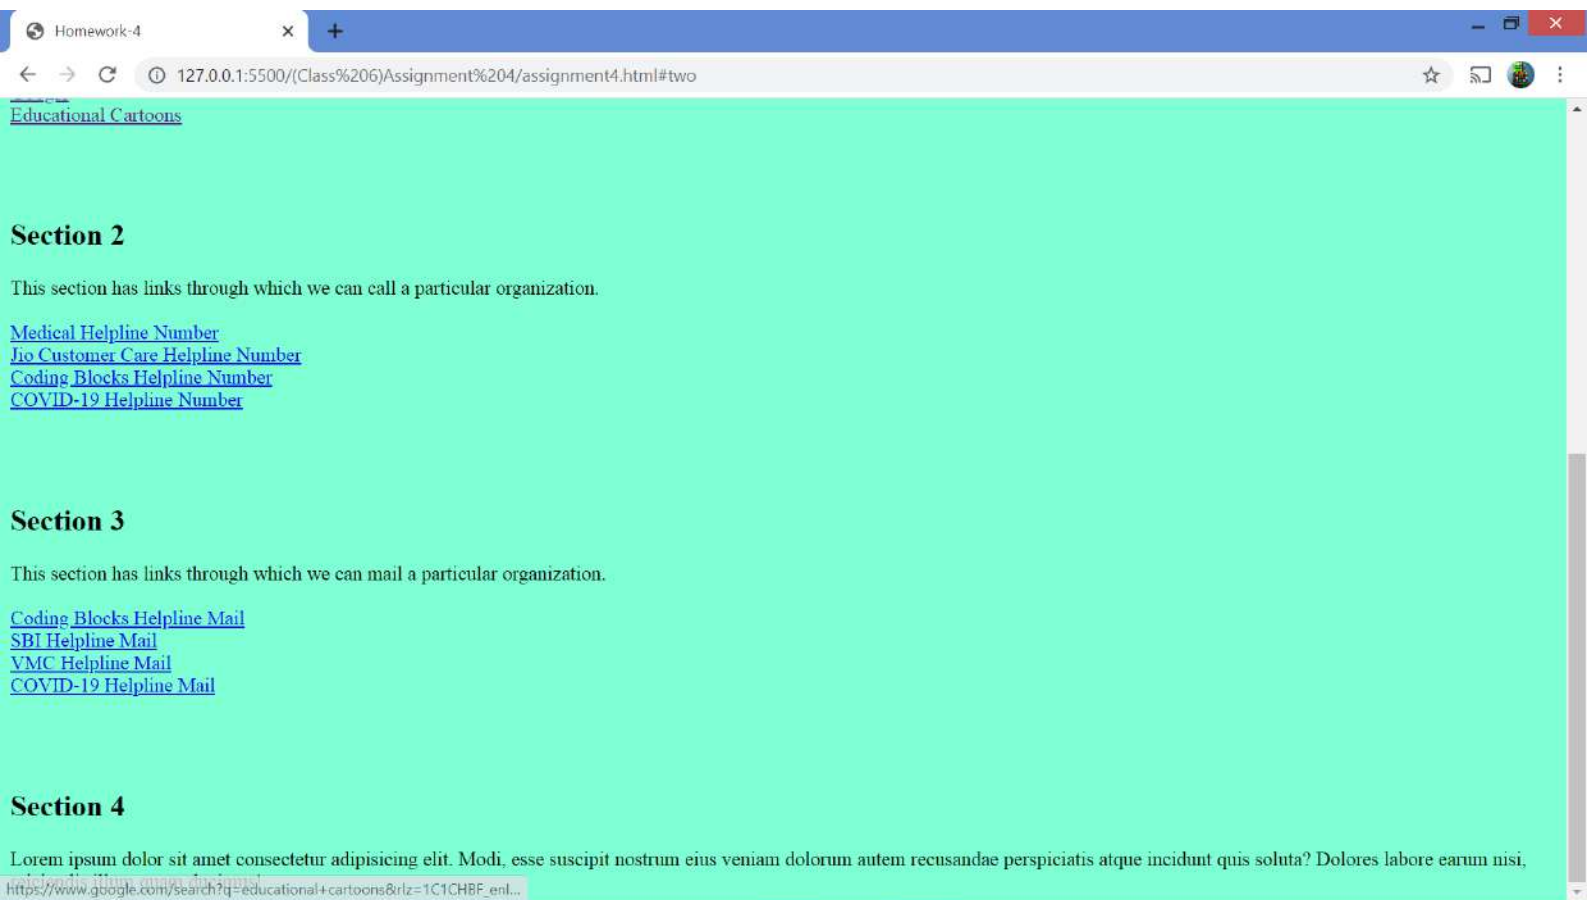 Homework-4
127.0.0.1:5500/(Class%206)Assignment%204/assignment4.html#two
Educational Cartoons
Section 2
This section has links through which we can call a particular organization.
Medical Helpline Number
Jio Customer Care Helpline Number
Coding Blocks Helpline Number
COVID-19 Helpline Number
Section 3
This section has links through which we can mail a particular organization.
Coding Blocks Helpline Mail
SBI Helpline Mail
VMC Helpline Mail
COVID-19 Helpline Mail
Section 4
Lorem ipsum dolor sit amet consectetur adipisicing elit. Modi, esse suscipit nostrum eius veniam dolorum autem recusandae perspiciatis atque incidunt quis soluta? Dolores labore earum nisi,
https://www.google.com/search?q=educational+cartoons&rlz=1C1CHBF_enI...